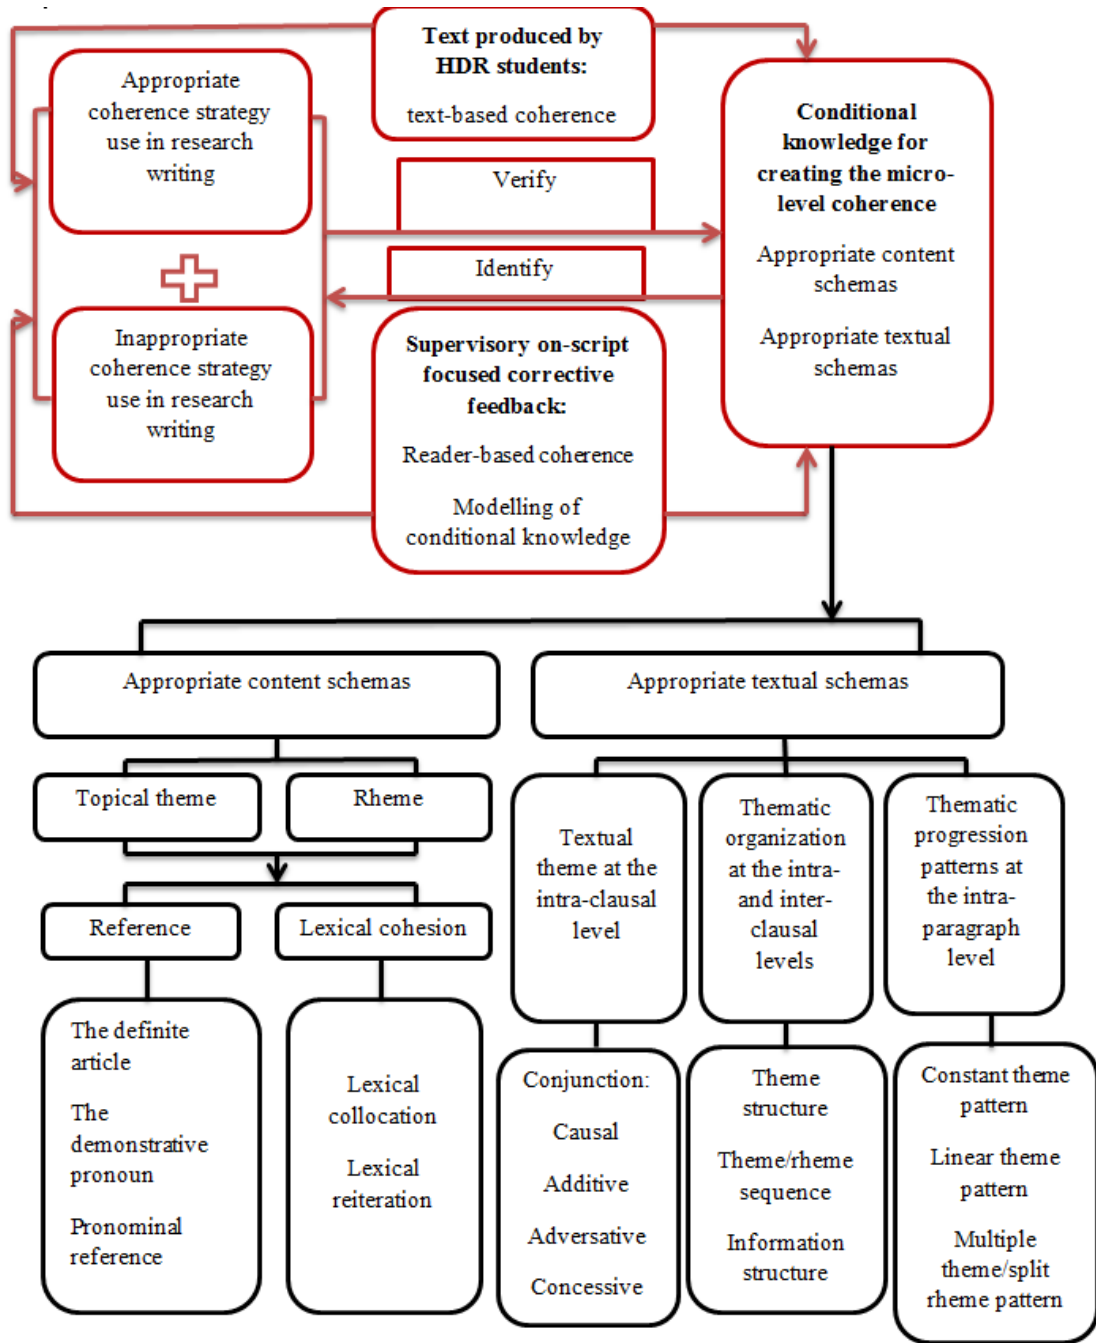 Text produced by
HDR students:
text-based coherence
Appropriate
coherence strategy
use in research
writing
Conditional
knowledge for
creating the micro-
level coherence
Appropriate content
schemas
Appropriate textual
schemas
Verify
Identify
Inappropriate
coherence strategy
use in research
writing
Supervisory on-script
focused corrective
feedback:
Reader-based coherence
Modelling of
conditional knowledge
Appropriate content schemas
Appropriate textual schemas
Topical theme
Rheme
Reference
Lexical cohesion
The definite
article
The
demonstrative
pronoun
Pronominal
reference
Lexical
collocation
Lexical
reiteration
Textual
theme at the
intra-clausal
level
Thematic
organization
at the intra-
and inter-
clausal
levels
Thematic
progression
patterns at
the intra-
paragraph
level
Conjunction:
Causal
Additive
Adversative
Concessive
Theme
structure
Theme/rheme
sequence
Information
structure
Constant theme
pattern
Linear theme
pattern
Multiple
theme/split
rheme pattern